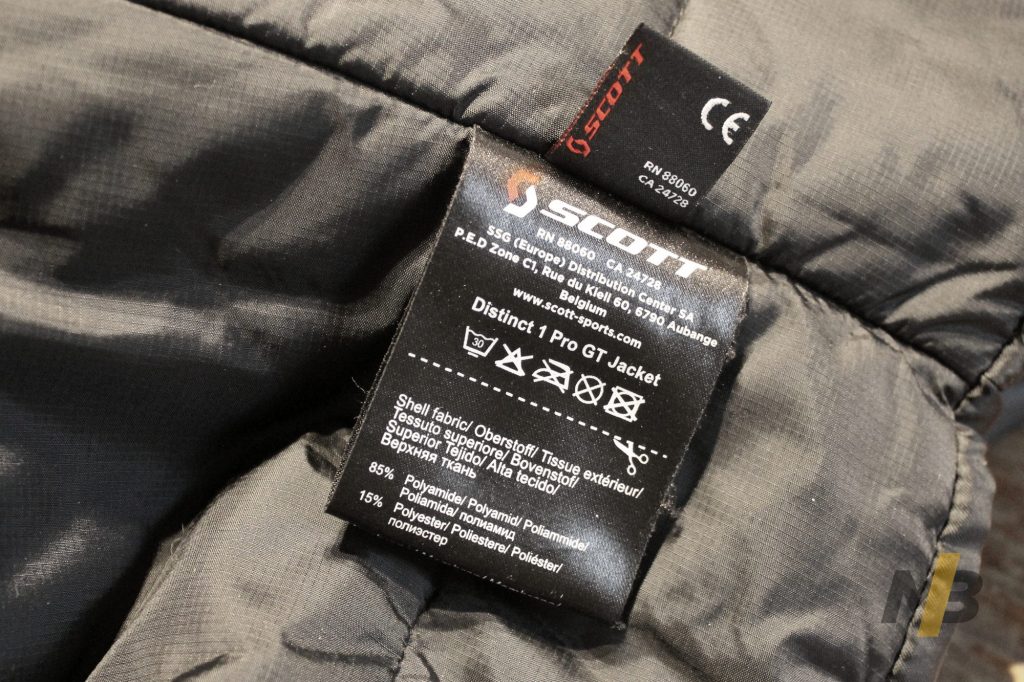 SCOTT
CE
RN 88060
CA 24728
SCOTT
RN 88060 CA 24728
SSG (Europe) Distribution Center SA
P.E.D Zone C1, Rue du Kiell 60, 6790 Aubange
Belgium
www.scott-sports.com
Distinct 1 Pro GT Jacket
30
Shell fabric/ Oberstoff/ Tissue extérieur/
Tessuto superiore/ Bovenstof/
Superior Tejido/ Alta tecido/
Верхняя ткань
85% Polyamide/ Polyamid/ Poliammide/
Poliamida/ полиамид
15% Polyester/ Poliestere/ Poliéster/
полиэстер
NB